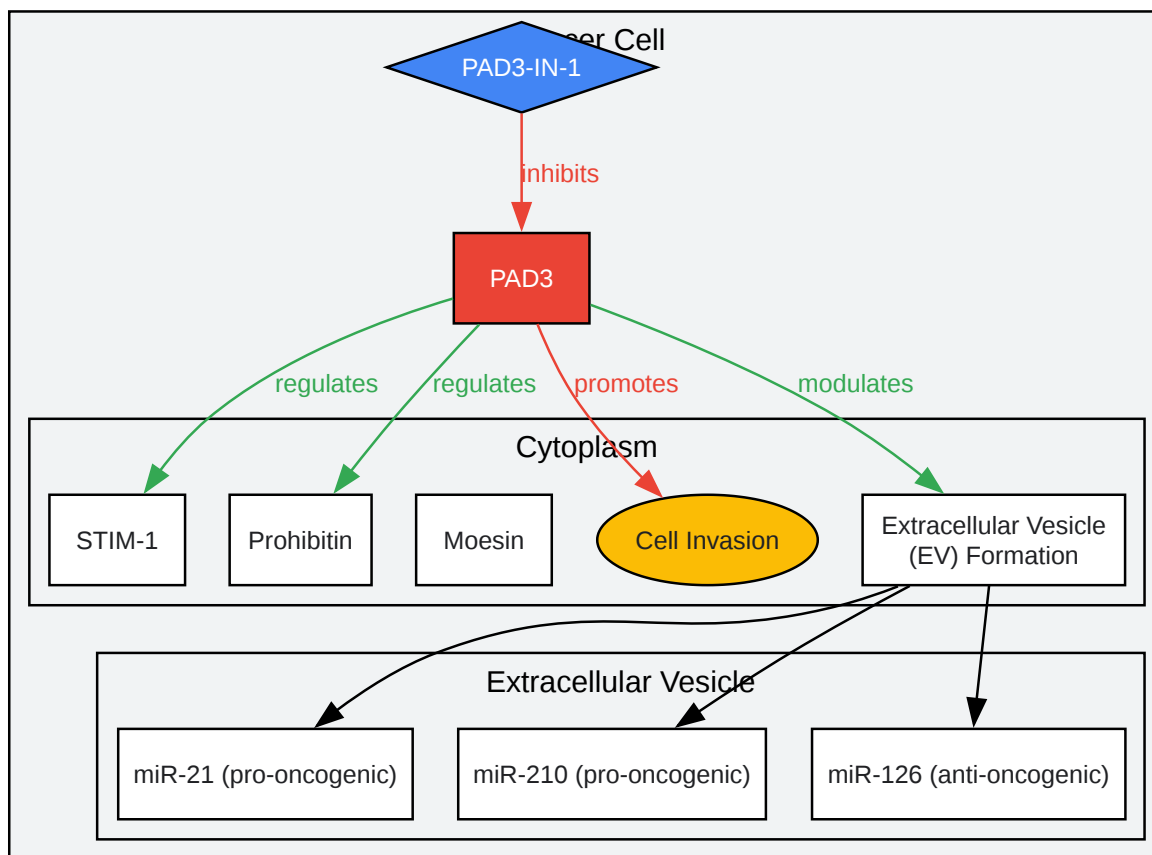 Cell
PAD3-IN-1
inhibits
PAD3
regulates
regulates
promotes
modulates
Cytoplasm
STIM-1
Prohibitin
Moesin
Cell Invasion
Extracellular Vesicle
(EV) Formation
Extracellular Vesicle
miR-21 (pro-oncogenic)
miR-210 (pro-oncogenic)
miR-126 (anti-oncogenic)